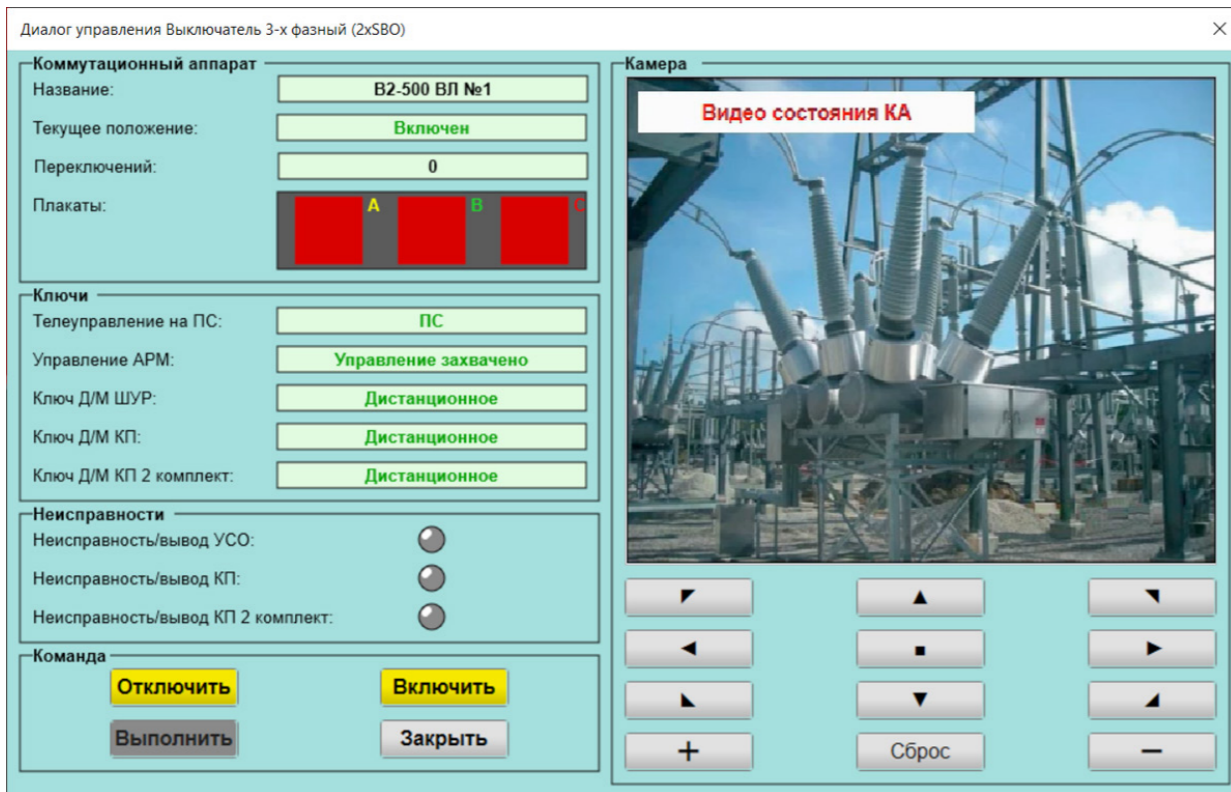 Диалог управления Выключатель 3-х фазный (2xSBO)
Коммутационный аппарат
Название: В2-500 ВЛ №1
Текущее положение: Включен
Переключений: 0
Плакаты: A B C
Ключи
Телеуправление на ПС: ПС
Управление АРМ: Управление захвачено
Ключ Д/М ШУР: Дистанционное
Ключ Д/М КП: Дистанционное
Ключ Д/М КП 2 комплект: Дистанционное
Неисправности
Неисправность/вывод УСО:
Неисправность/вывод КП:
Неисправность/вывод КП 2 комплект:
Команда
Отключить Включить
Выполнить Закрыть
Камера
Видео состояния КА
Сброс